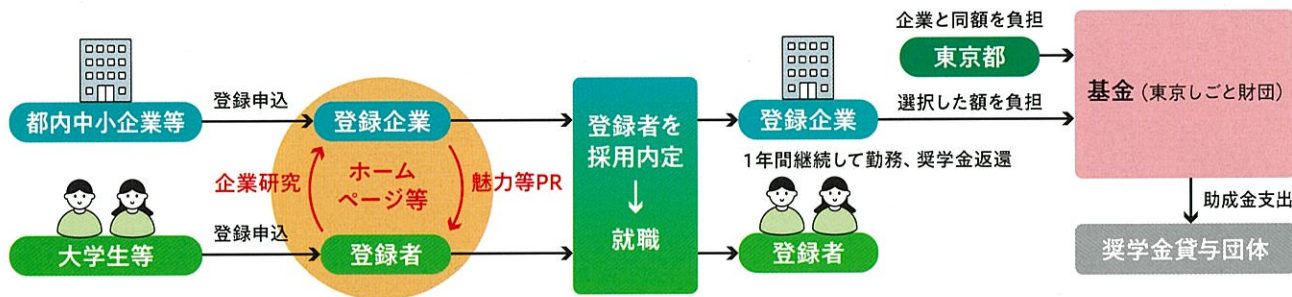 都内中小企業等
登録申込
登録企業
企業研究
ホーム
ページ等
魅力等PR
大学生等
登録申込
登録者
登録者を
採用内定
↓
就職
登録企業
1年間継続して勤務、奨学金返還
登録者
企業と同額を負担
東京都
選択した額を負担
基金（東京しごと財団）
助成金支出
奨学金貸与団体